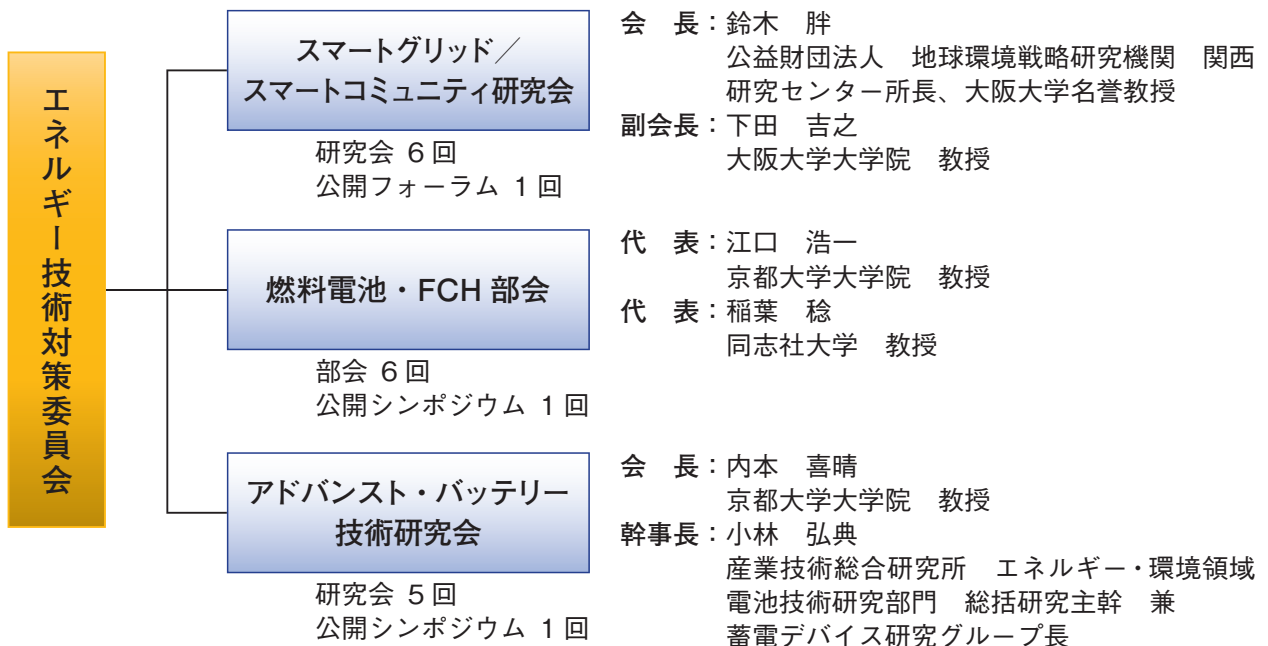 エネルギー技術対策委員会
スマートグリッド／
スマートコミュニティ研究会
研究会 6回
公開フォーラム 1回
会　長：鈴木　胖
公益財団法人　地球環境戦略研究機関　関西
研究センター所長、大阪大学名誉教授
副会長：下田　吉之
大阪大学大学院　教授
燃料電池・FCH 部会
部会 6回
公開シンポジウム 1回
代　表：江口　浩一
京都大学大学院　教授
代　表：稲葉　稔
同志社大学　教授
アドバンスト・バッテリー
技術研究会
研究会 5回
公開シンポジウム 1回
会　長：内本　喜晴
京都大学大学院　教授
幹事長：小林　弘典
産業技術総合研究所　エネルギー・環境領域
電池技術研究部門　総括研究主幹　兼
蓄電デバイス研究グループ長